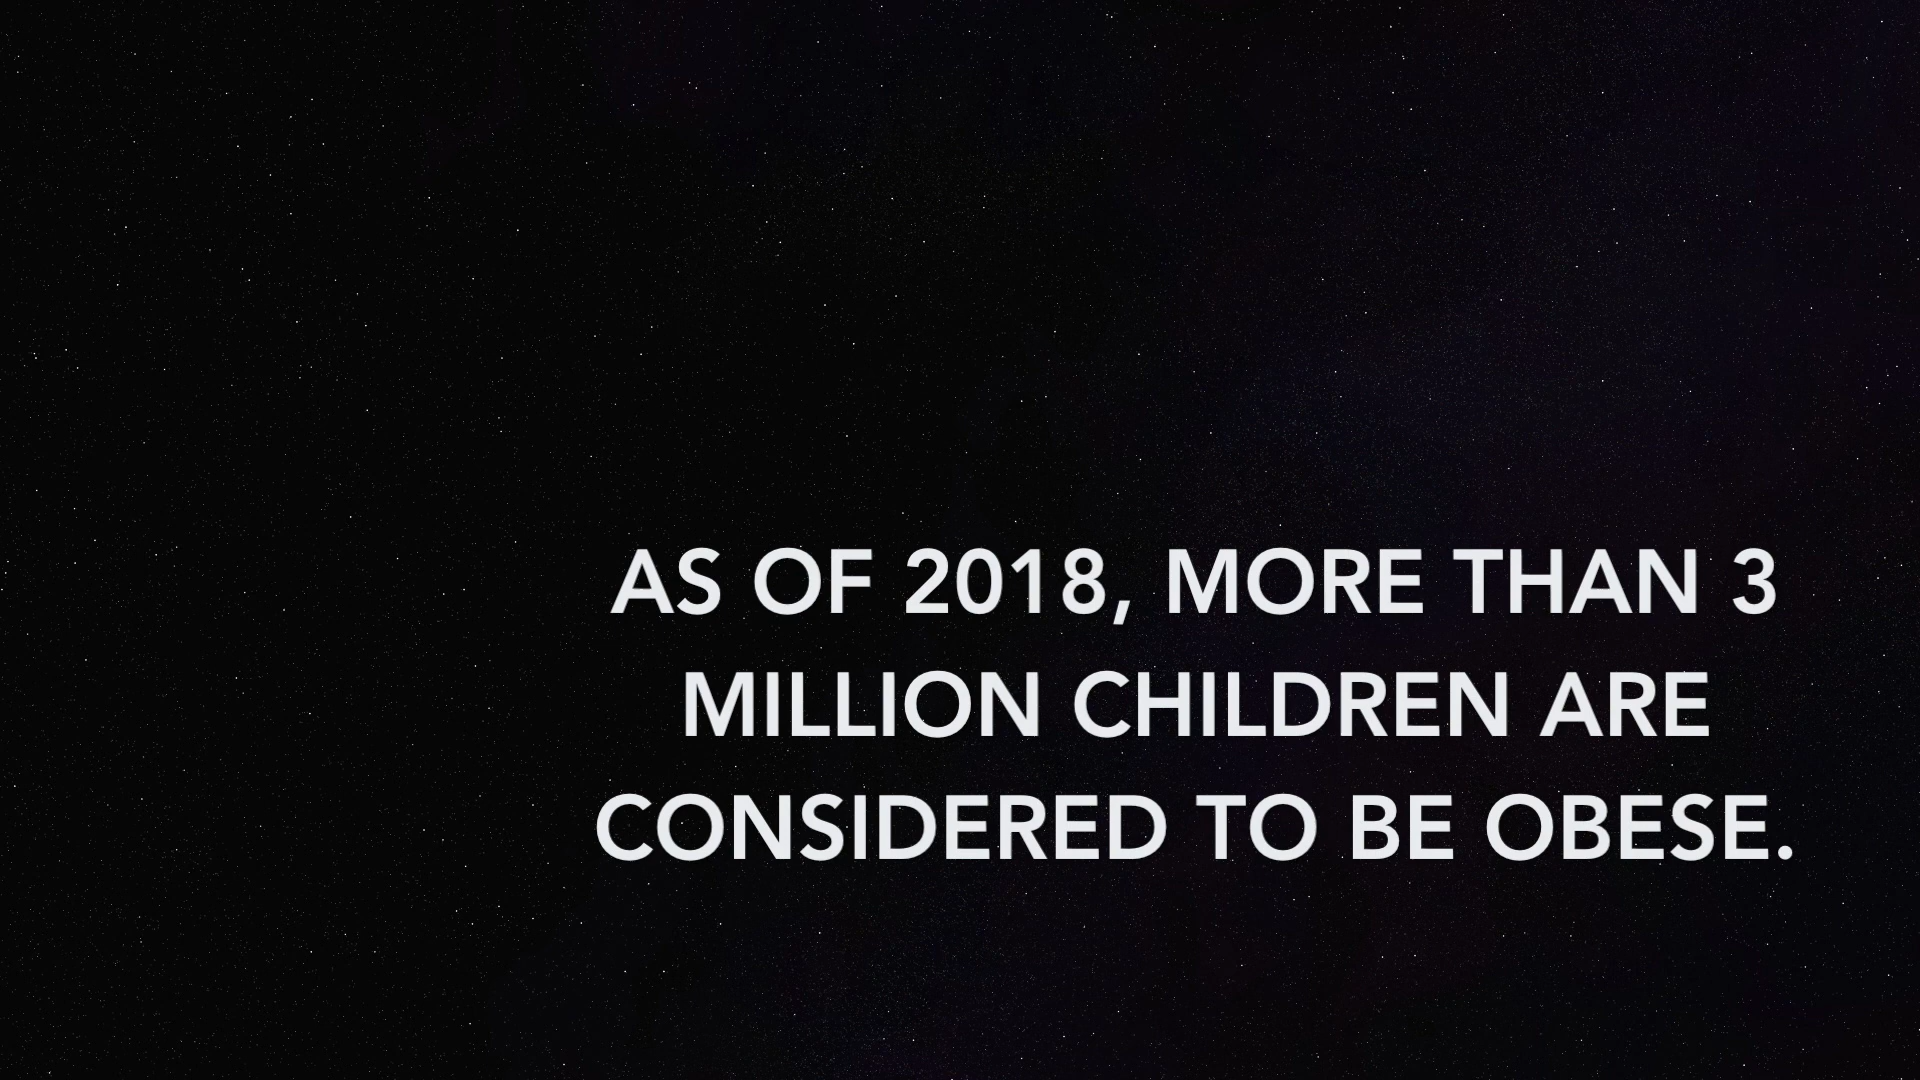 AS OF 2018, MORE THAN 3
MILLION CHILDREN ARE
CONSIDERED TO BE OBESE.